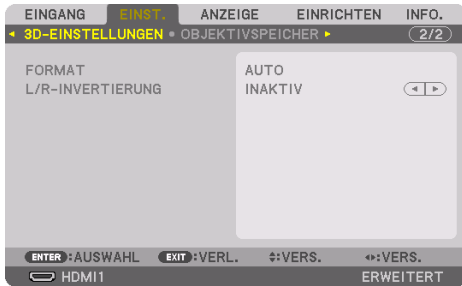 EINGANG EINST. ANZEIGE EINRICHTEN INFO.
3D-EINSTELLUNGEN OBJEKTIVSPEICHER 2/2
FORMAT AUTO
L/R-INVERTIERUNG INAKTIV
ENTER :AUSWAHL EXIT :VERL. :VERS. :VERS.
HDMI1 ERWEITERT